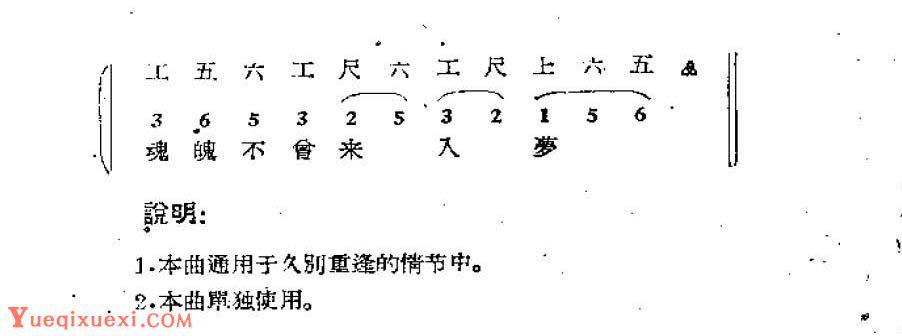 工 五 六 工 尺 六 工 尺 上 六 五
3 6 5 3 2 5 3 2 1 5 6
魂 魄 不 曾 来 入 夢
說明:
1.本曲通用于久別重逢的情节中。
2.本曲單独使用。
Yueqixuexi.com